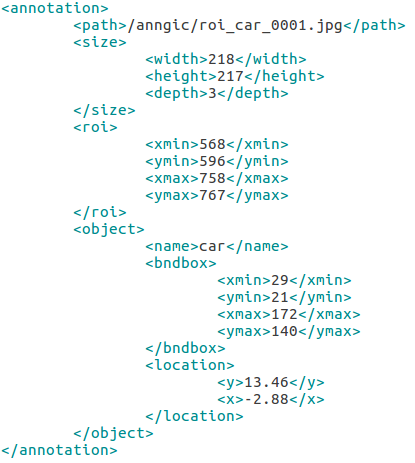 <annotation>
<path>/anngic/roi_car_0001.jpg</path>
<size>
<width>218</width>
<height>217</height>
<depth>3</depth>
</size>
<roi>
<xmin>568</xmin>
<ymin>596</ymin>
<xmax>758</xmax>
<ymax>767</ymax>
</roi>
<object>
<name>car</name>
<bndbox>
<xmin>29</xmin>
<ymin>21</ymin>
<xmax>172</xmax>
<ymax>140</ymax>
</bndbox>
<location>
<y>13.46</y>
<x>-2.88</x>
</location>
</object>
</annotation>